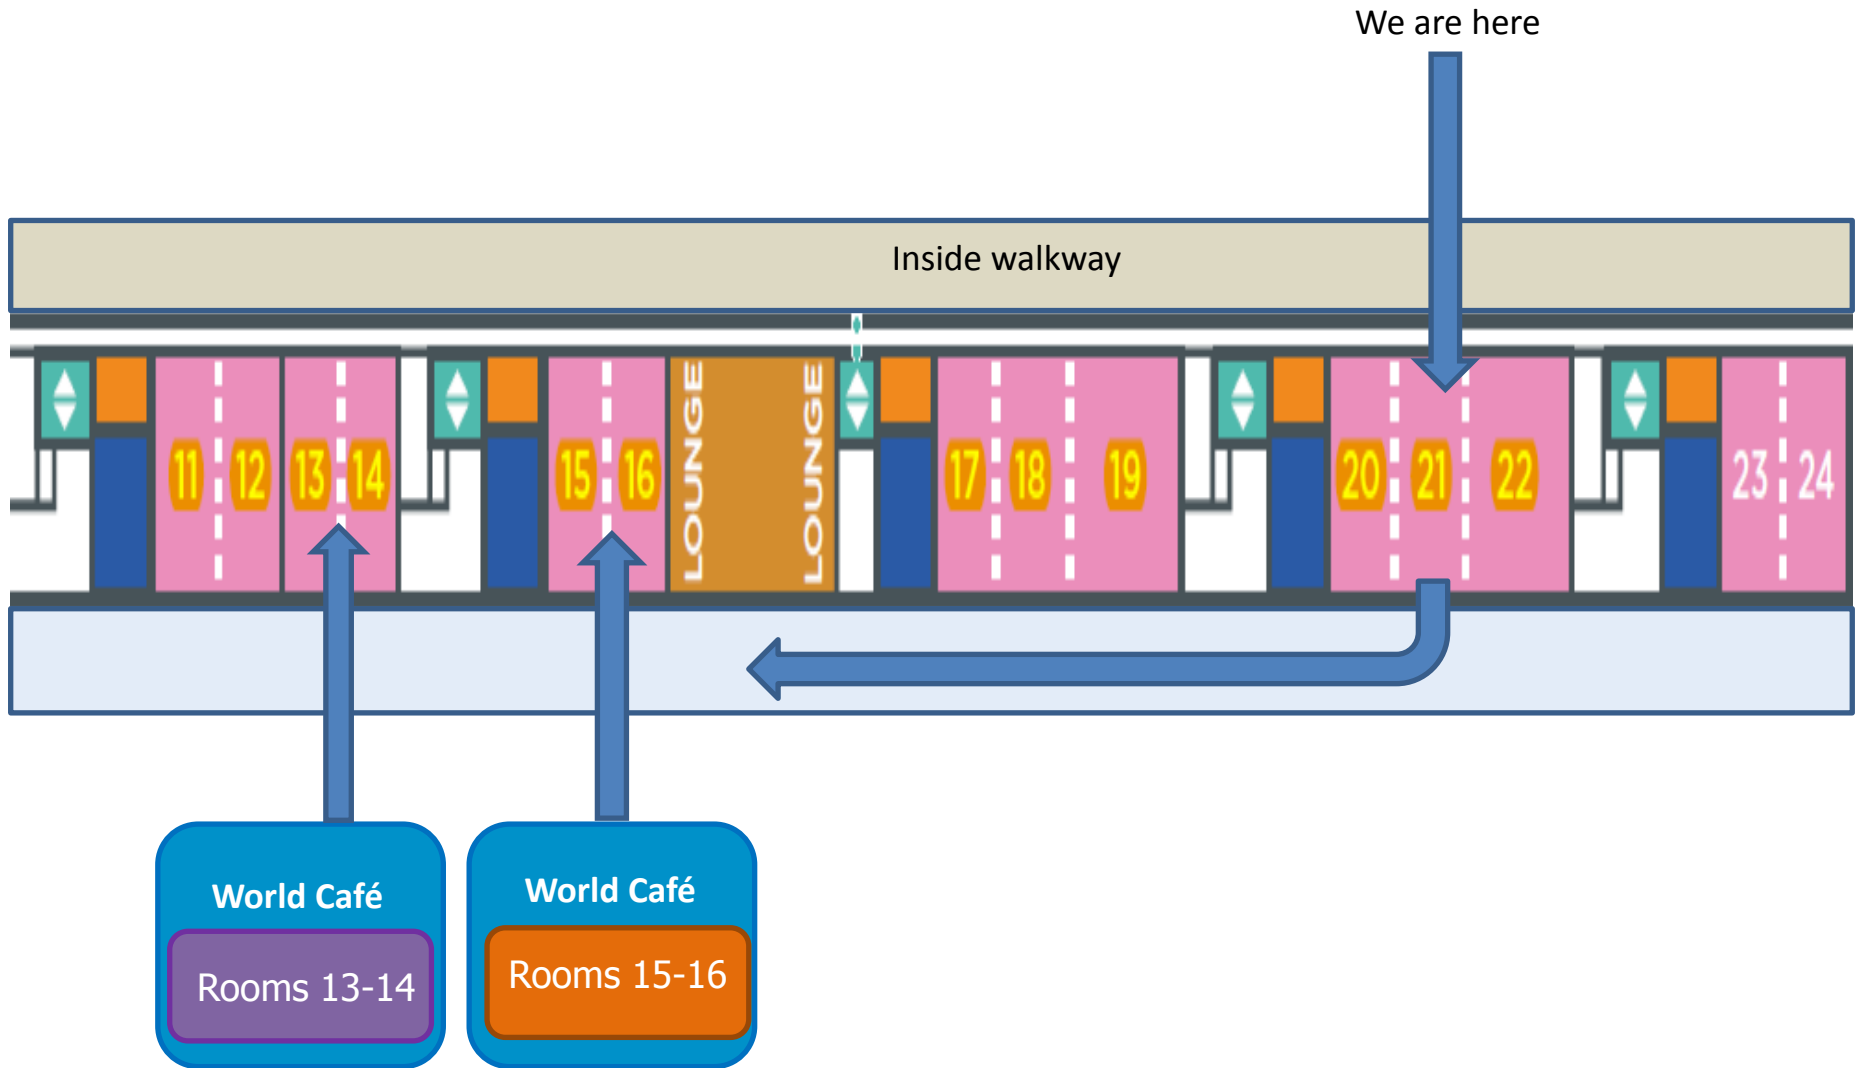 We are here
Inside walkway
11 12 13 14 15 16 LOUNGE LOUNGE 17 18 19 20 21 22 23 24
World Café
Rooms 13-14
World Café
Rooms 15-16